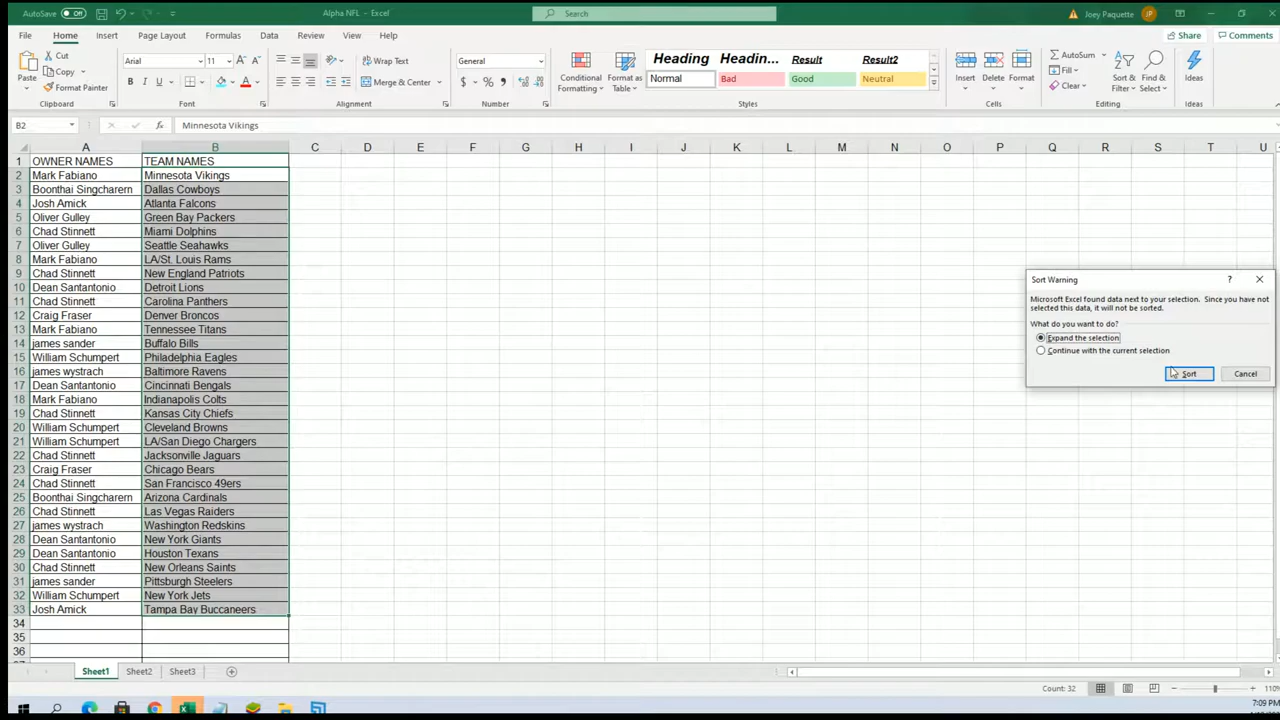 AutoSave Off
Alpha NFL - Excel
Search
Joey Paquette JP
File Home Insert Page Layout Formulas Data Review View Help
Share Comments
Paste
Cut
Copy
Format Painter
Clipboard
Arial 11
B I U
Font
Wrap Text
Merge & Center
Alignment
General
$ % ,
Number
Conditional Formatting
Format as Table
Heading Headin... Result Result2
Normal Bad Good Neutral
Styles
Insert Delete Format
Cells
AutoSum
Fill
Clear
Sort & Filter
Find & Select
Editing
Ideas
Ideas
B2 fx Minnesota Vikings
A B C D E F G H I J K L M N O P Q R S T U
1 OWNER NAMES TEAM NAMES
2 Mark Fabiano Minnesota Vikings
3 Boonthai Singcharern Dallas Cowboys
4 Josh Amick Atlanta Falcons
5 Oliver Gulley Green Bay Packers
6 Chad Stinnett Miami Dolphins
7 Oliver Gulley Seattle Seahawks
8 Mark Fabiano LA/St. Louis Rams
9 Chad Stinnett New England Patriots
10 Dean Santantonio Detroit Lions
11 Chad Stinnett Carolina Panthers
12 Craig Fraser Denver Broncos
13 Mark Fabiano Tennessee Titans
14 james sander Buffalo Bills
15 William Schumpert Philadelphia Eagles
16 james wystrach Baltimore Ravens
17 Dean Santantonio Cincinnati Bengals
18 Mark Fabiano Indianapolis Colts
19 Chad Stinnett Kansas City Chiefs
20 William Schumpert Cleveland Browns
21 William Schumpert LA/San Diego Chargers
22 Chad Stinnett Jacksonville Jaguars
23 Craig Fraser Chicago Bears
24 Chad Stinnett San Francisco 49ers
25 Boonthai Singcharern Arizona Cardinals
26 Chad Stinnett Las Vegas Raiders
27 james wystrach Washington Redskins
28 Dean Santantonio New York Giants
29 Dean Santantonio Houston Texans
30 Chad Stinnett New Orleans Saints
31 james sander Pittsburgh Steelers
32 William Schumpert New York Jets
33 Josh Amick Tampa Bay Buccaneers
34
35
36
Sort Warning ?
Microsoft Excel found data next to your selection. Since you have not
selected this data, it will not be sorted.
What do you want to do?
Expand the selection
Continue with the current selection
Sort Cancel
Sheet1 Sheet2 Sheet3
Count: 32
110%
7:09 PM